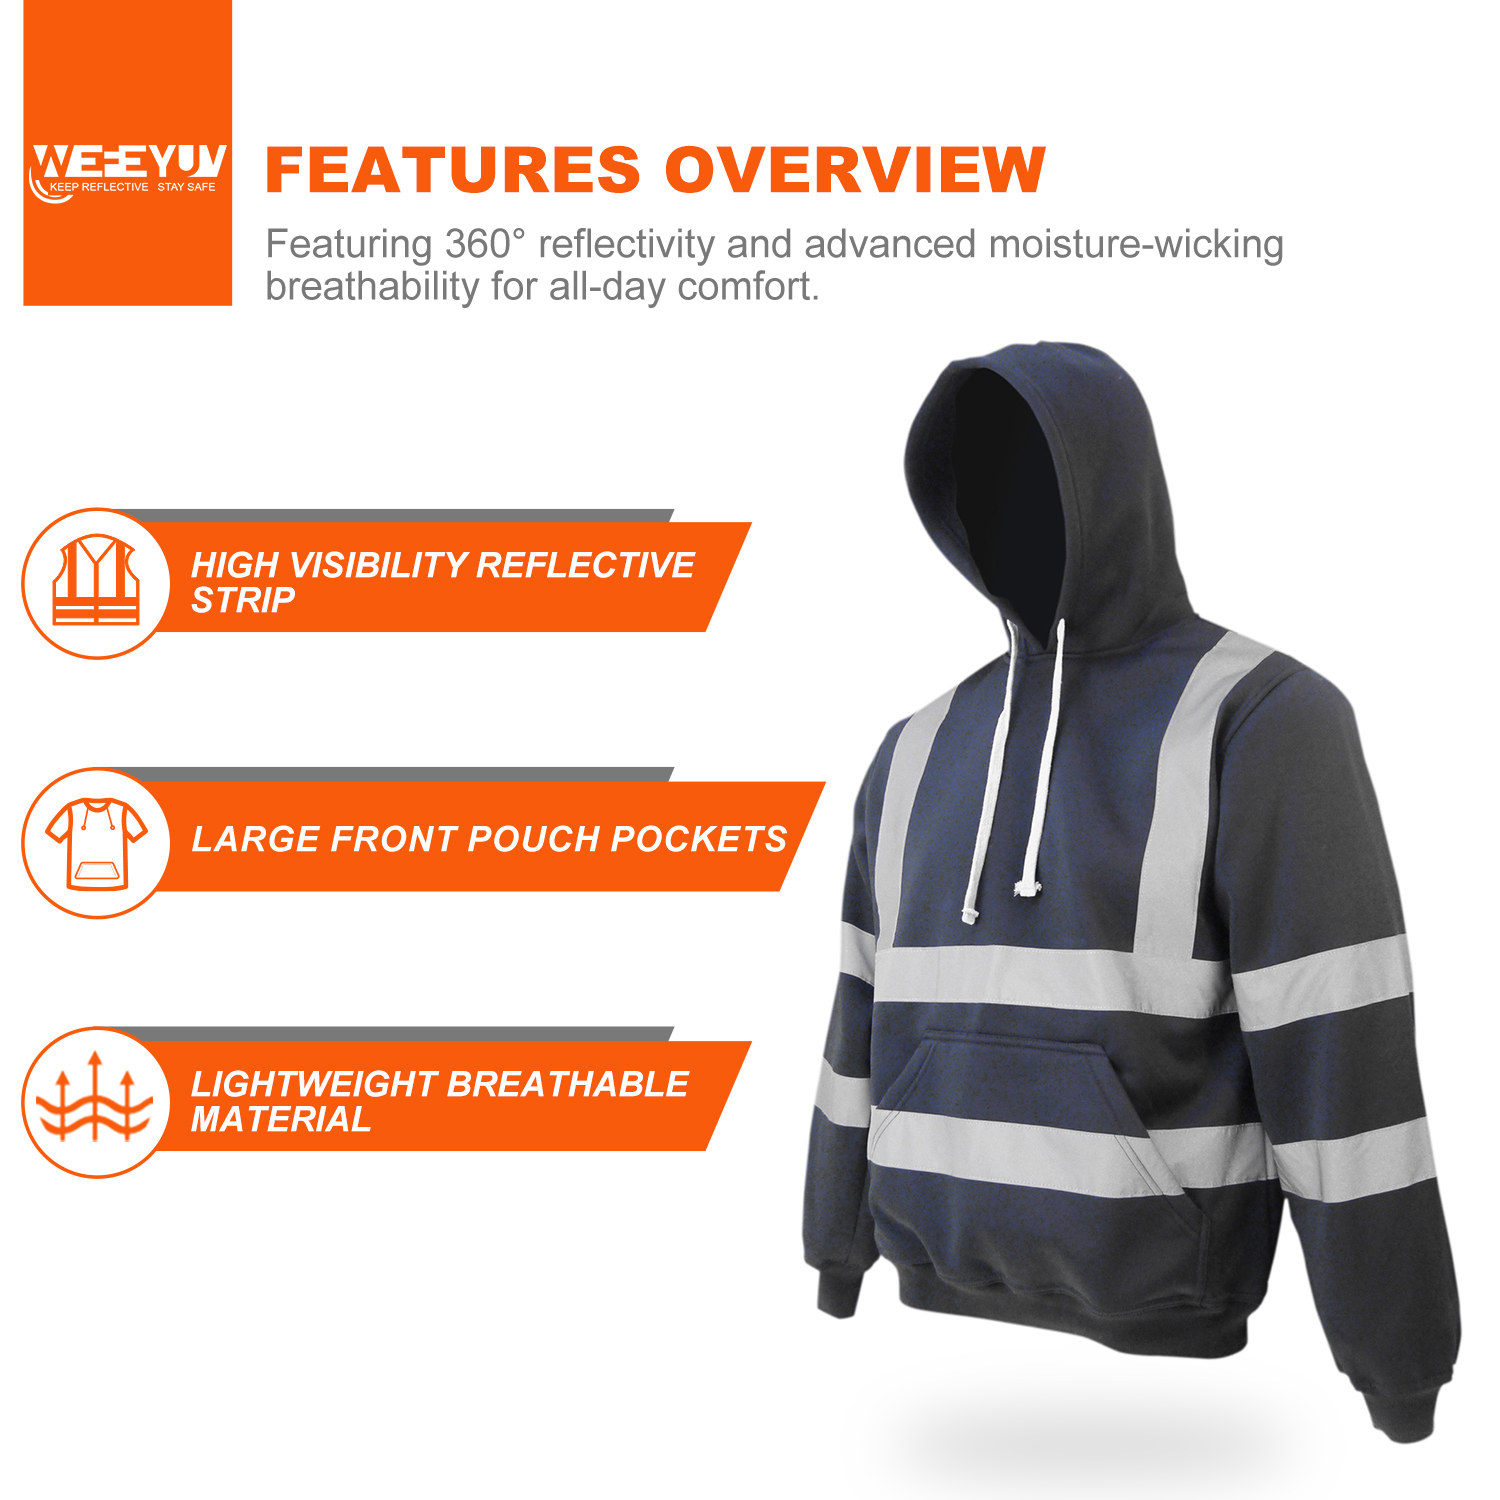 WEFEYUV
KEEP REFLECTIVE STAY SAFE
FEATURES OVERVIEW
Featuring 360° reflectivity and advanced moisture-wicking
breathability for all-day comfort.
HIGH VISIBILITY REFLECTIVE
STRIP
LARGE FRONT POUCH POCKETS
LIGHTWEIGHT BREATHABLE
MATERIAL